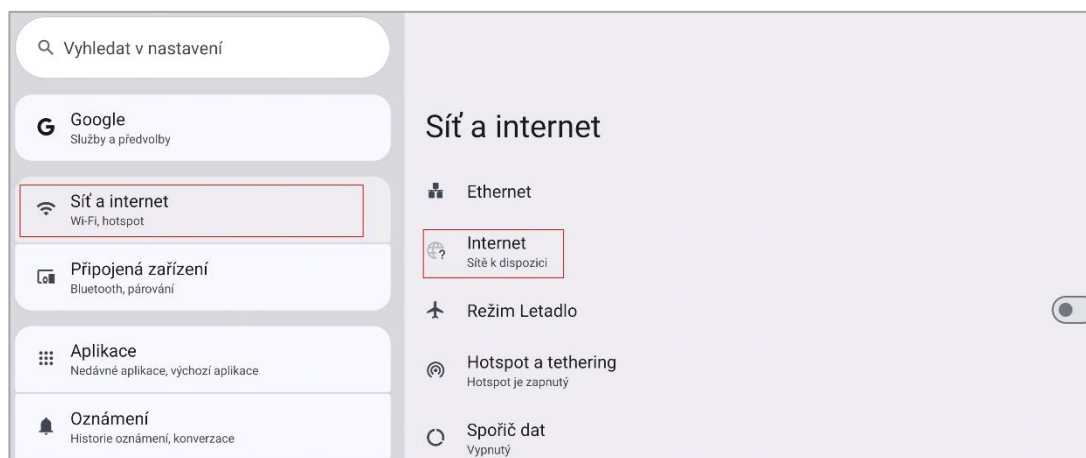 Vyhledat v nastavení
Google
Služby a předvolby
Síť a internet
Wi-Fi, hotspot
Připojená zařízení
Bluetooth, párování
Aplikace
Nedávné aplikace, výchozí aplikace
Oznámení
Historie oznámení, konverzace
Síť a internet
Ethernet
Internet
Sítě k dispozici
Režim Letadlo
Hotspot a tethering
Hotspot je zapnutý
Spořič dat
Vypnutý